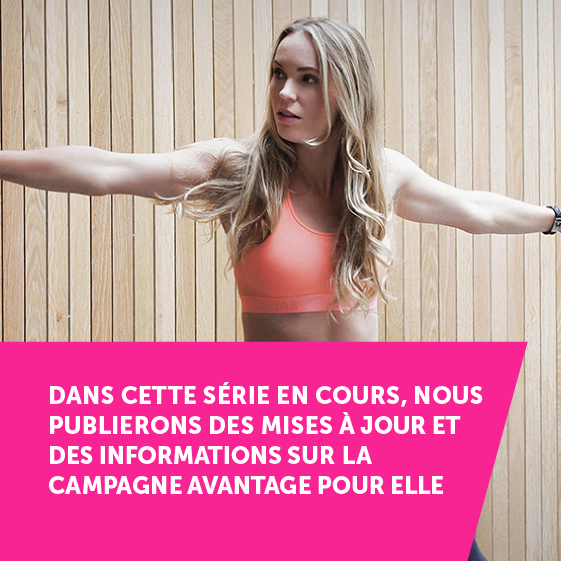 DANS CETTE SÉRIE EN COURS, NOUS
PUBLIERONS DES MISES À JOUR ET
DES INFORMATIONS SUR LA
CAMPAGNE AVANTAGE POUR ELLE